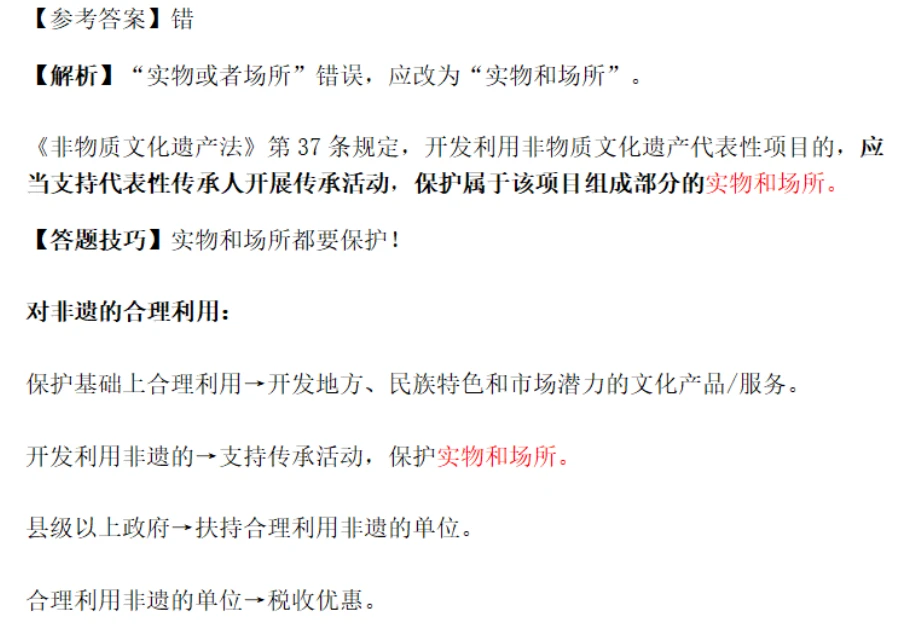 【参考答案】错
【解析】“实物或者场所”错误，应改为“实物和场所”。
《非物质文化遗产法》第 37 条规定，开发利用非物质文化遗产代表性项目的，应
当支持代表性传承人开展传承活动，保护属于该项目组成部分的实物和场所。
【答题技巧】实物和场所都要保护！
对非遗的合理利用：
保护基础上合理利用→开发地方、民族特色和市场潜力的文化产品/服务。
开发利用非遗的→支持传承活动，保护实物和场所。
县级以上政府→扶持合理利用非遗的单位。
合理利用非遗的单位→税收优惠。